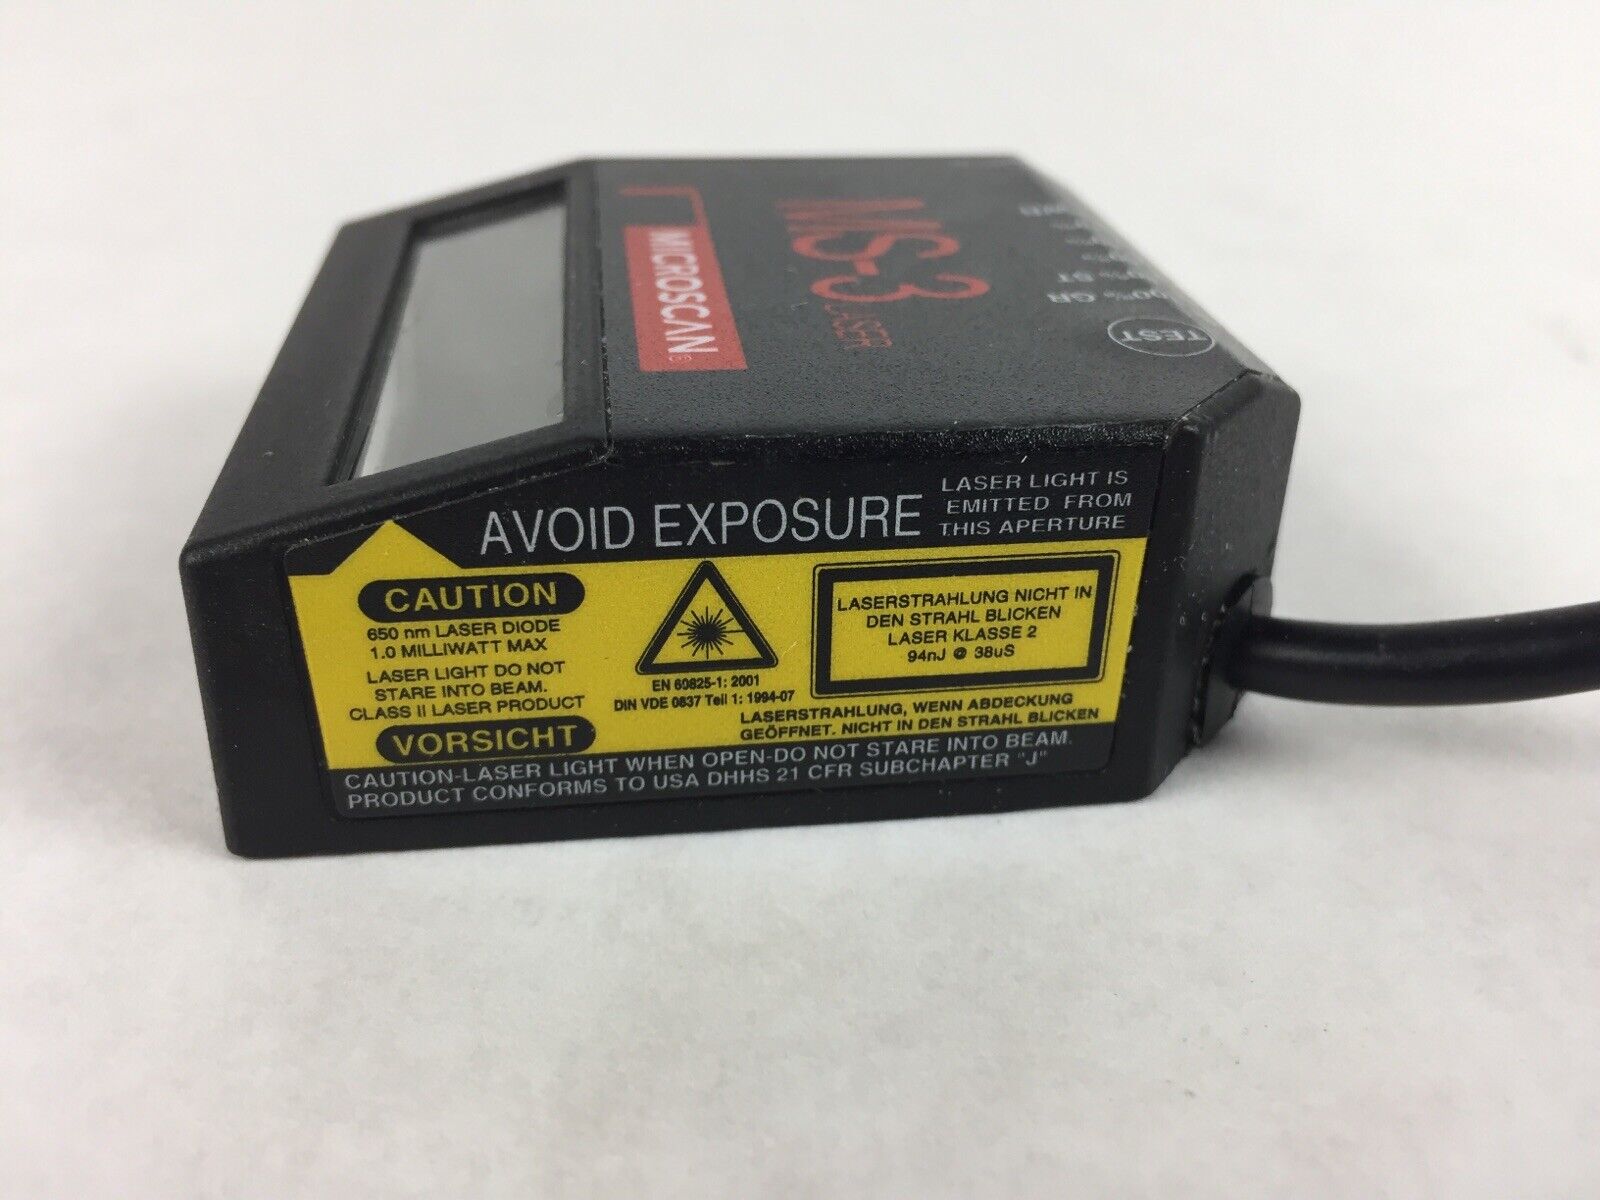 MICROSCAN®
MS-3
LASER
TEST
AVOID EXPOSURE
LASER LIGHT IS
EMITTED FROM
THIS APERTURE
CAUTION
650 nm LASER DIODE
1.0 MILLIWATT MAX
LASER LIGHT DO NOT
STARE INTO BEAM.
CLASS II LASER PRODUCT
VORSICHT
EN 60825-1: 2001
DIN VDE 0837 Teil 1: 1994-07
LASERSTRAHLUNG NICHT IN
DEN STRAHL BLICKEN
LASER KLASSE 2
94nJ @ 38uS
LASERSTRAHLUNG, WENN ABDECKUNG
GEÖFFNET. NICHT IN DEN STRAHL BLICKEN
CAUTION-LASER LIGHT WHEN OPEN-DO NOT STARE INTO BEAM.
PRODUCT CONFORMS TO USA DHHS 21 CFR SUBCHAPTER "J"